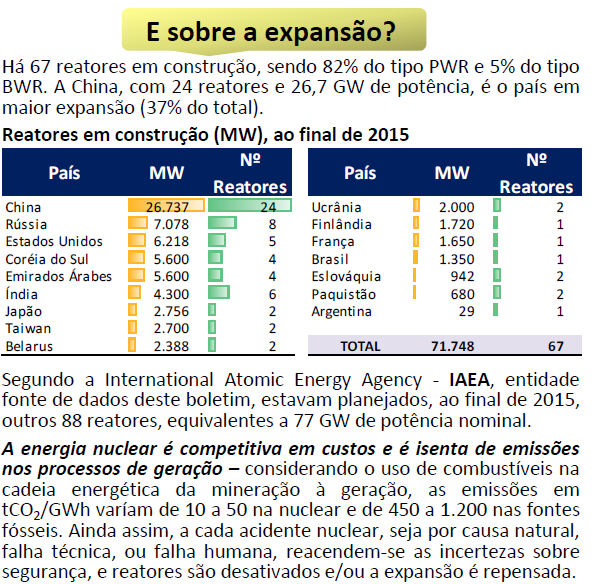 E sobre a expansão?
Há 67 reatores em construção, sendo 82% do tipo PWR e 5% do tipo
BWR. A China, com 24 reatores e 26,7 GW de potência, é o país em
maior expansão (37% do total).
Reatores em construção (MW), ao final de 2015
País MW Nº Reatores
China 26.737 24
Rússia 7.078 8
Estados Unidos 6.218 5
Coréia do Sul 5.600 4
Emirados Árabes 5.600 4
Índia 4.300 6
Japão 2.756 2
Taiwan 2.700 2
Belarus 2.388 2
País MW Nº Reatores
Ucrânia 2.000 2
Finlândia 1.720 1
França 1.650 1
Brasil 1.350 1
Eslováquia 942 2
Paquistão 680 2
Argentina 29 1
TOTAL 71.748 67
Segundo a International Atomic Energy Agency - IAEA, entidade
fonte de dados deste boletim, estavam planejados, ao final de 2015,
outros 88 reatores, equivalentes a 77 GW de potência nominal.
A energia nuclear é competitiva em custos e é isenta de emissões
nos processos de geração – considerando o uso de combustíveis na
cadeia energética da mineração à geração, as emissões em
tCO₂/GWh varíam de 10 a 50 na nuclear e de 450 a 1.200 nas fontes
fósseis. Ainda assim, a cada acidente nuclear, seja por causa natural,
falha técnica, ou falha humana, reacendem-se as incertezas sobre
segurança, e reatores são desativados e/ou a expansão é repensada.